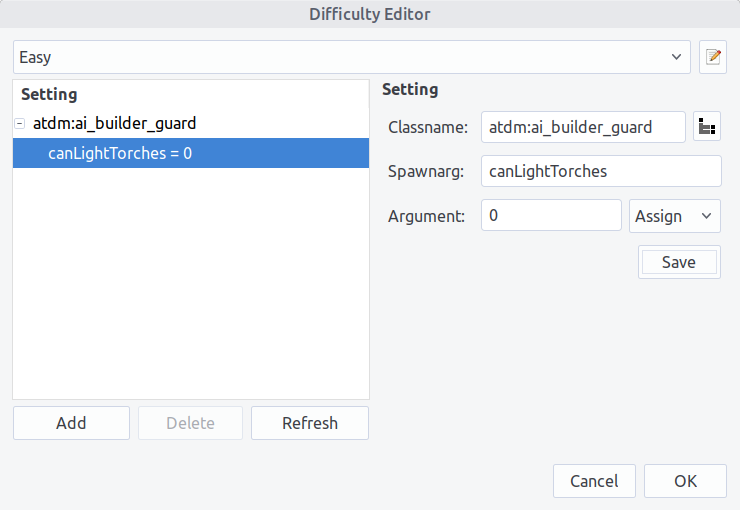 Difficulty Editor
Easy
Setting
atdm:ai_builder_guard
canLightTorches = 0
Add
Delete
Refresh
Setting
Classname: atdm:ai_builder_guard
Spawnarg: canLightTorches
Argument: 0 Assign
Save
Cancel
OK